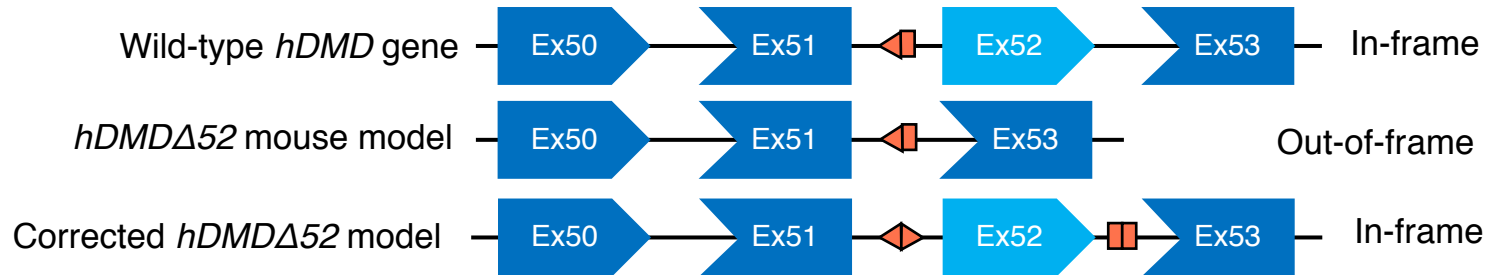 Wild-type hDMD gene Ex50 Ex51 Ex52 Ex53 In-frame
hDMDΔ52 mouse model Ex50 Ex51 Ex53 Out-of-frame
Corrected hDMDΔ52 model Ex50 Ex51 Ex52 Ex53 In-frame